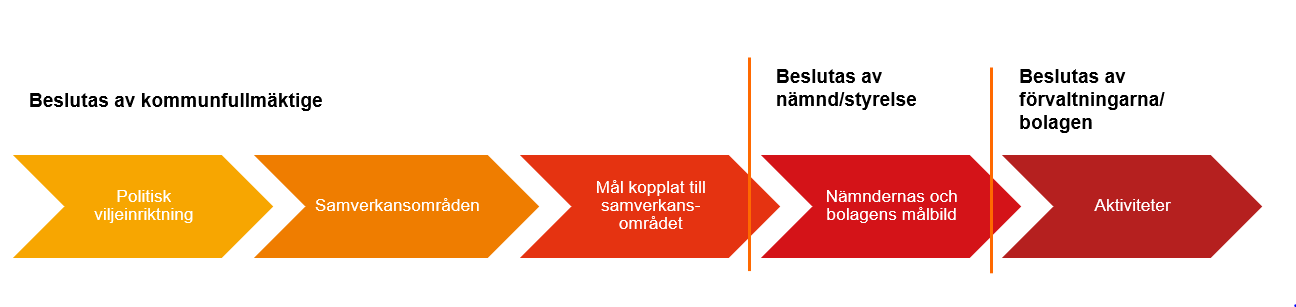 Beslutas av kommunfullmäktige
Beslutas av
nämnd/styrelse
Beslutas av
förvaltningarna/
bolagen
Politisk
viljeinriktning
Samverkansområden
Mål kopplat till
samverkans-
området
Nämndernas och
bolagens målbild
Aktiviteter